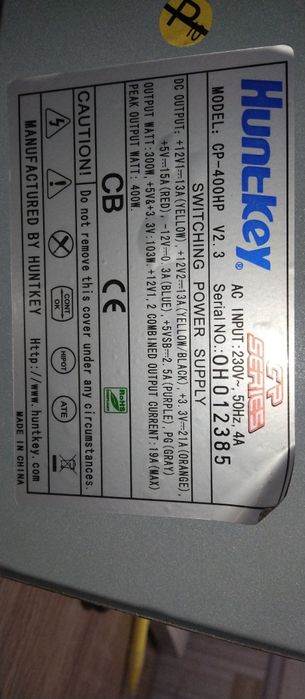 Huntkey®
CP SERIES
MODEL: CP-400HP V2.3
AC INPUT:230V~, 50Hz, 4A
Serial NO.:OH012385
SWITCHING POWER SUPPLY
DC OUTPUT: +12V1⎓13A(YELLOW), +12V2⎓13A(YELLOW/BLACK), +3.3V⎓21A(ORANGE),
+5V⎓15A(RED), -12V⎓0.3A(BLUE), +5VSB⎓2.5A(PURPLE), PG(GRAY)
OUTPUT WATT:300W, +5V&+3.3V:103W, +12V1,2 COMBINED OUTPUT CURRENT:19A(MAX)
PEAK OUTPUT WATT: 400W.
CB CE RoHS
CAUTION! Do not remove this cover under any circumstances.
CONT OK
HIPOT
ATE
MANUFACTURED BY HUNTKEY Http://www.huntkey.com
MADE IN CHINA